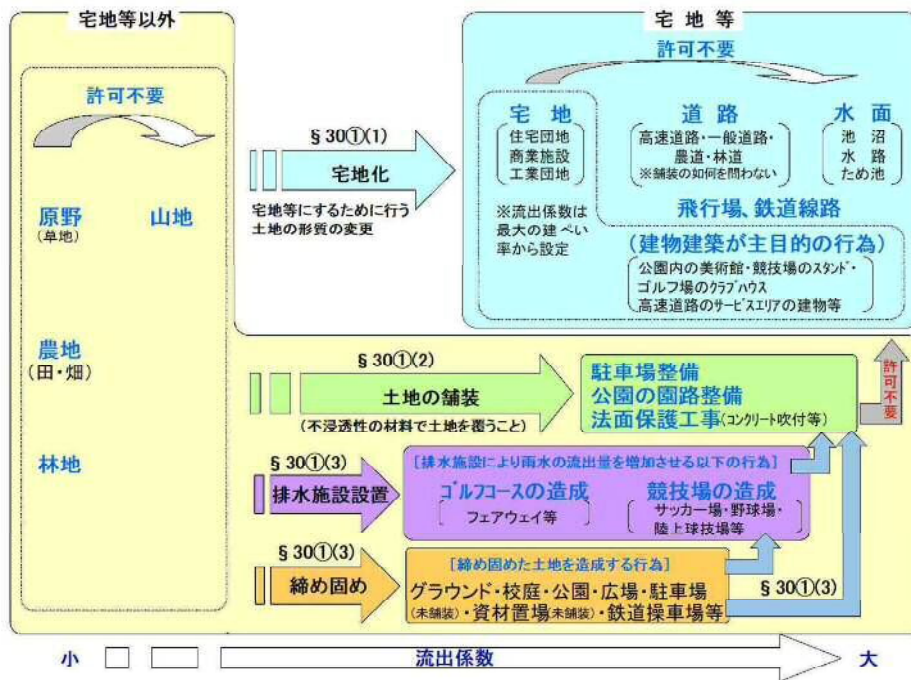 宅地等以外
宅 地 等
許可不要
許可不要
原野
(草地)
山地
農地
(田・畑)
林地
§30①(1)
宅地化
宅地等にするために行う
土地の形質の変更
宅 地
住宅団地
商業施設
工業団地
※流出係数は
最大の建ぺい
率から設定
道 路
高速道路・一般道路・
農道・林道
※舗装の如何を問わない
水 面
池 沼
水 路
ため池
飛行場、鉄道線路
(建物建築が主目的の行為)
公園内の美術館・競技場のスタンド・
ゴルフ場のクラブハウス
高速道路のサービスエリアの建物等
§30①(2)
土地の舗装
(不浸透性の材料で土地を覆うこと)
駐車場整備
公園の園路整備
法面保護工事(コンクリート吹付等)
許可不要
§30①(3)
排水施設設置
[排水施設により雨水の流出量を増加させる以下の行為]
ゴルフコースの造成
フェアウェイ等
競技場の造成
サッカー場・野球場・
陸上球技場等
§30①(3)
締め固め
[締め固めた土地を造成する行為]
グラウンド・校庭・公園・広場・駐車場
(未舗装)・資材置場(未舗装)・鉄道操車場等
§30①(3)
小
流出係数
大